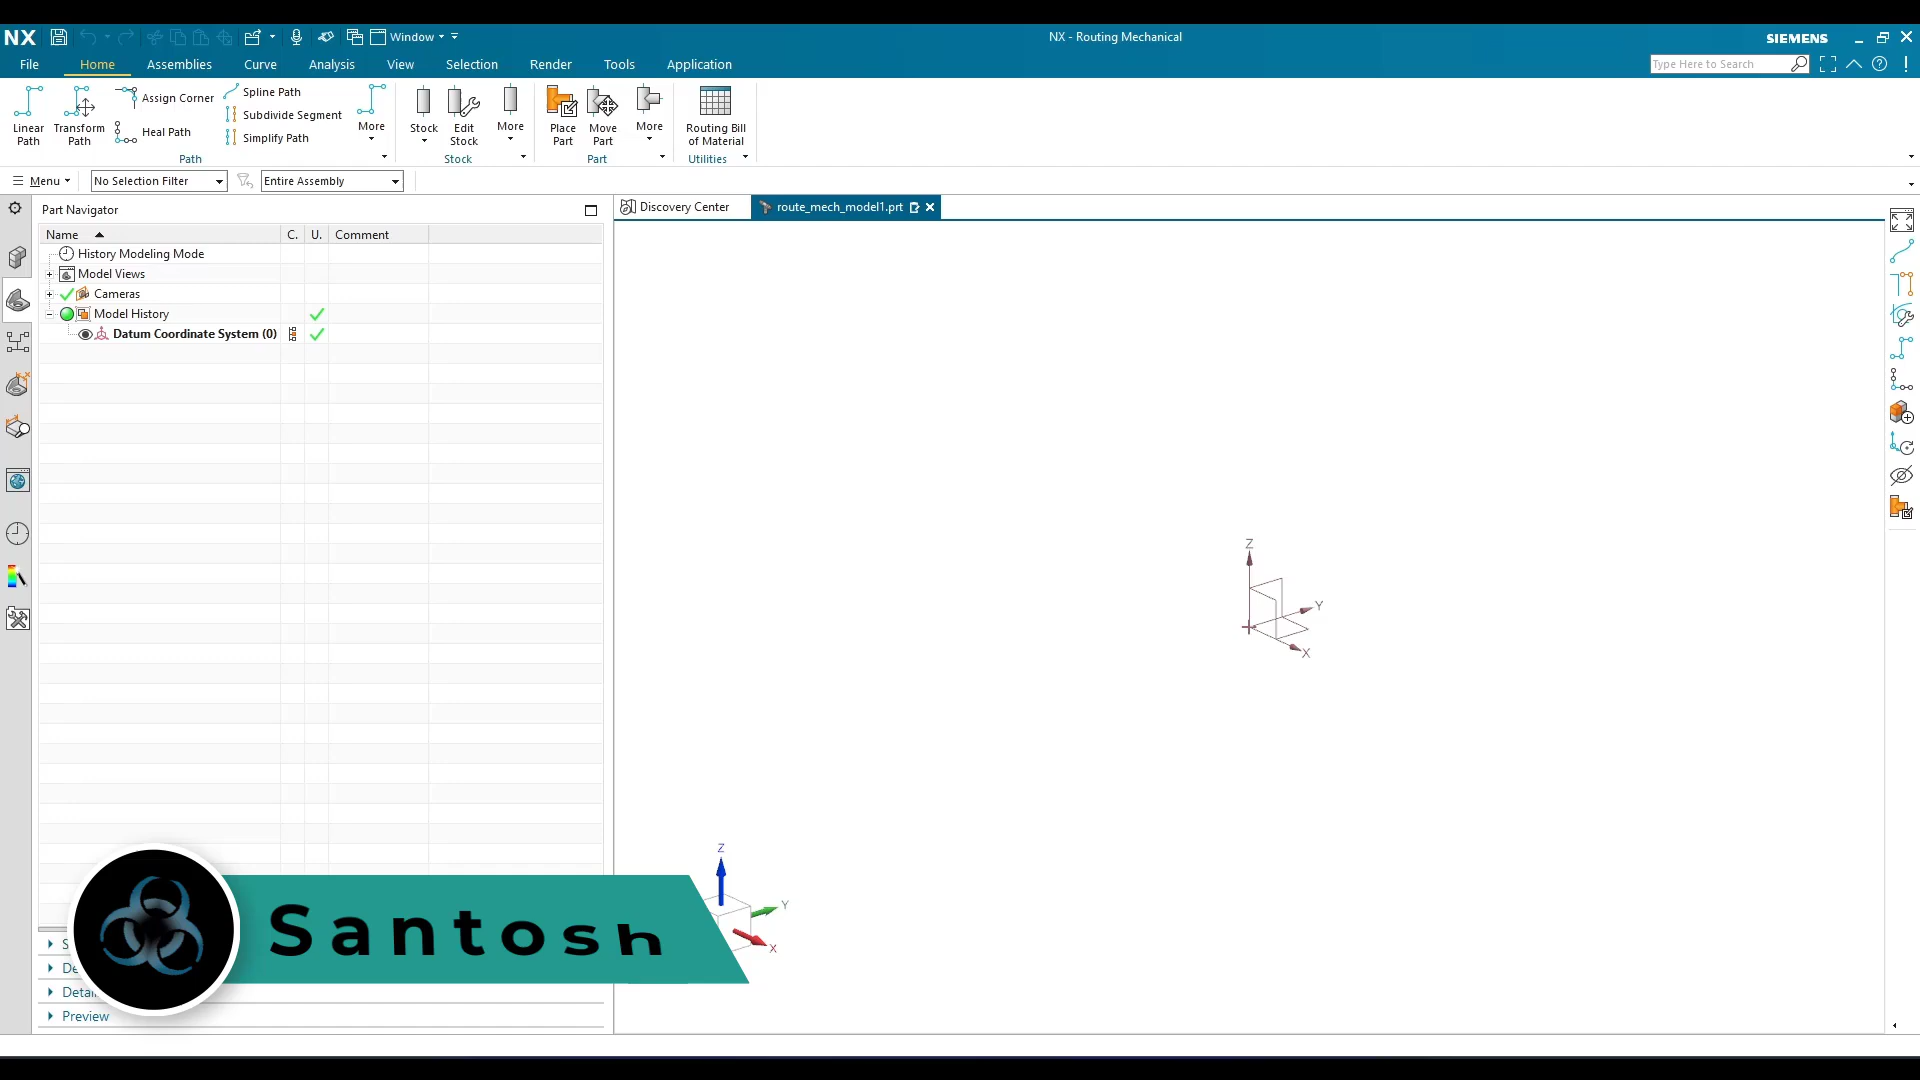 NX
Window
NX - Routing Mechanical
SIEMENS
File Home Assemblies Curve Analysis View Selection Render Tools Application
Type Here to Search
Linear Path
Transform Path
Assign Corner
Heal Path
Spline Path
Subdivide Segment
Simplify Path
More
Path
Stock
Edit Stock
More
Stock
Place Part
Move Part
More
Part
Routing Bill of Material
Utilities
Menu
No Selection Filter
Entire Assembly
Part Navigator
Discovery Center
route_mech_model1.prt
Name C. U. Comment
History Modeling Mode
Model Views
Cameras
Model History
Datum Coordinate System (0)
Z
Y
X
Z
Y
X
Santosh
Preview